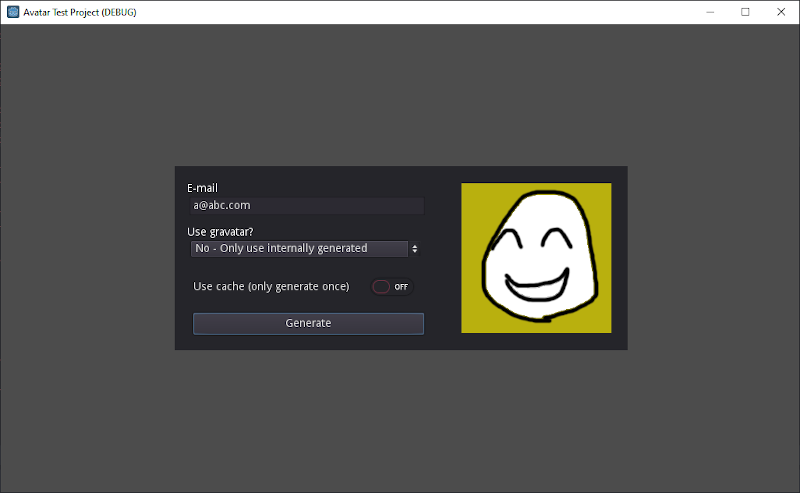 Avatar Test Project (DEBUG)
E-mail
a@abc.com
Use gravatar?
No - Only use internally generated
Use cache (only generate once)
OFF
Generate